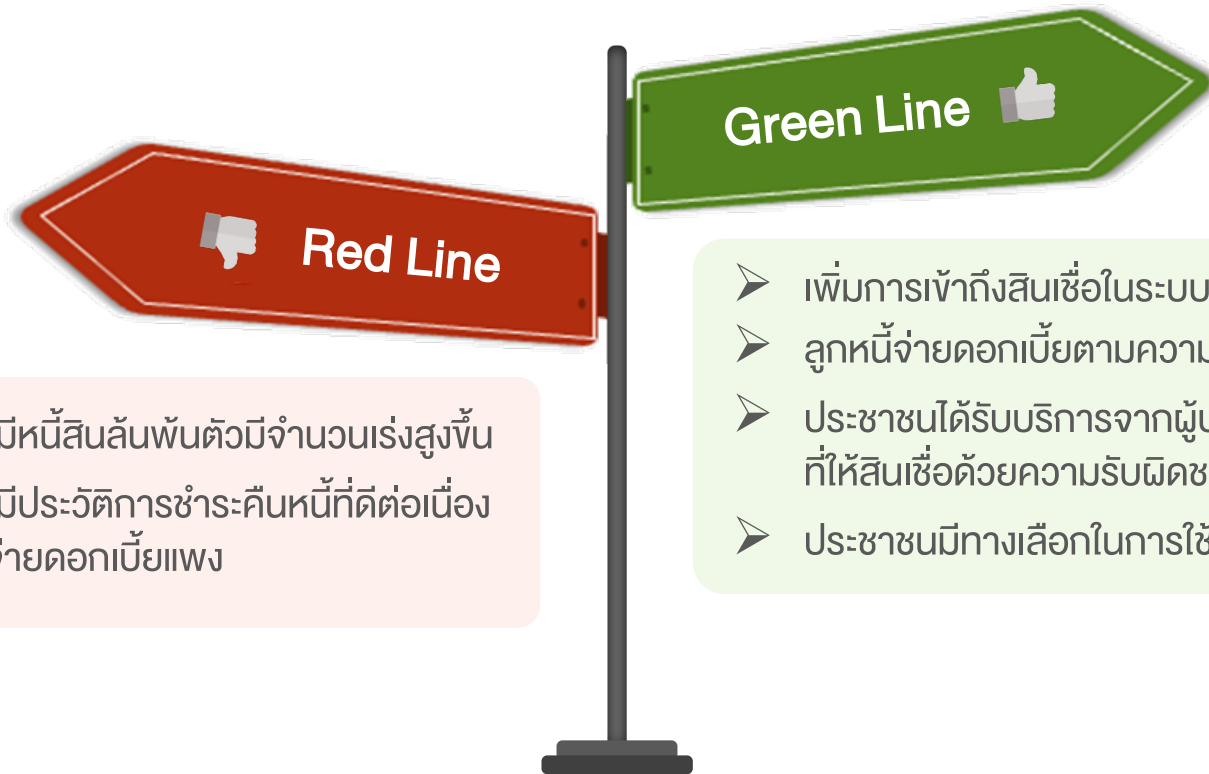 Green Line
Red Line
มีหนี้สินล้นพ้นตัวมีจำนวนเร่งสูงขึ้น
มีประวัติการชำระคืนหนี้ที่ดีต่อเนื่อง
จ่ายดอกเบี้ยแพง
เพิ่มการเข้าถึงสินเชื่อในระบบ
ลูกหนี้จ่ายดอกเบี้ยตามความ
ประชาชนได้รับบริการจากผู้
ที่ให้สินเชื่อด้วยความรับผิดช
ประชาชนมีทางเลือกในการใช้